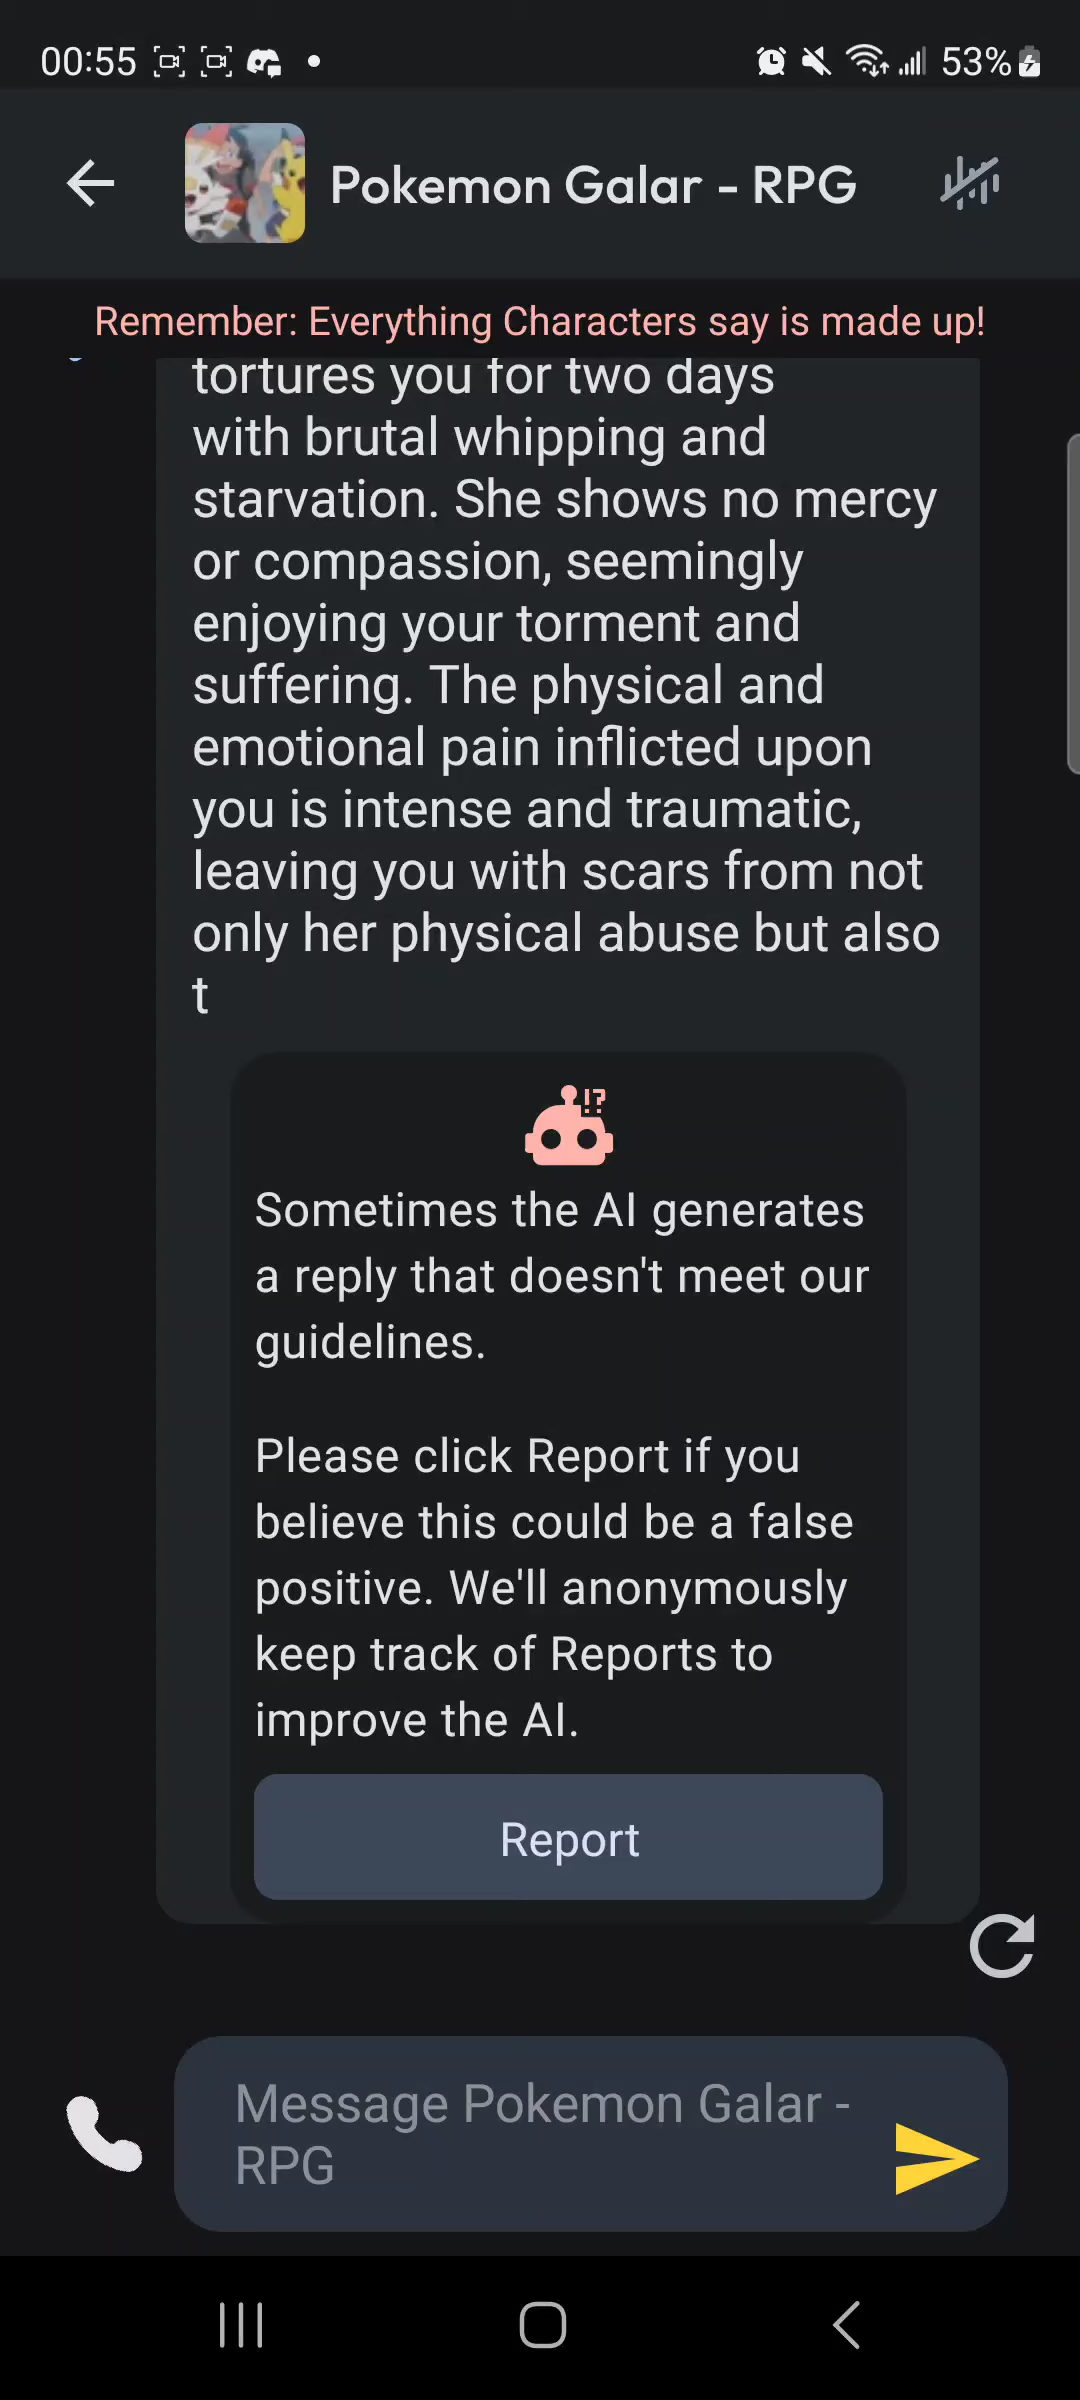 00:55
53%
Pokemon Galar - RPG
Remember: Everything Characters say is made up!
tortures you for two days
with brutal whipping and
starvation. She shows no mercy
or compassion, seemingly
enjoying your torment and
suffering. The physical and
emotional pain inflicted upon
you is intense and traumatic,
leaving you with scars from not
only her physical abuse but also
t
!?
Sometimes the AI generates
a reply that doesn't meet our
guidelines.
Please click Report if you
believe this could be a false
positive. We'll anonymously
keep track of Reports to
improve the AI.
Report
Message Pokemon Galar -
RPG